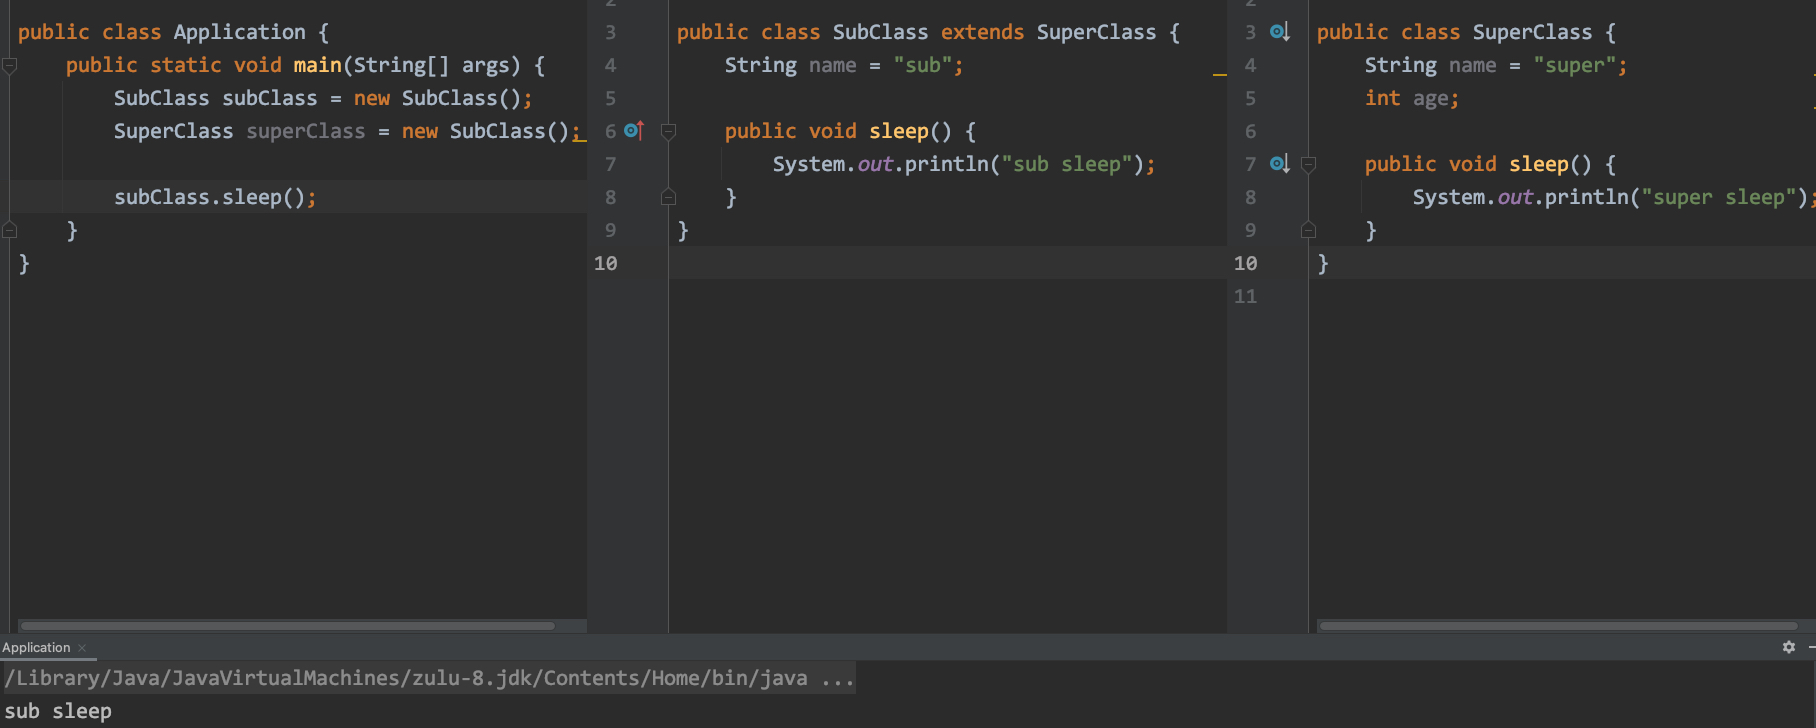 public class Application {
public static void main(String[] args) {
SubClass subClass = new SubClass();
SuperClass superClass = new SubClass();
subClass.sleep();
}
}
2
3 public class SubClass extends SuperClass {
4 String name = "sub";
5
6 public void sleep() {
7 System.out.println("sub sleep");
8 }
9 }
10
2
3 public class SuperClass {
4 String name = "super";
5 int age;
6
7 public void sleep() {
8 System.out.println("super sleep");
9 }
10 }
11
Application ×
/Library/Java/JavaVirtualMachines/zulu-8.jdk/Contents/Home/bin/java ...
sub sleep